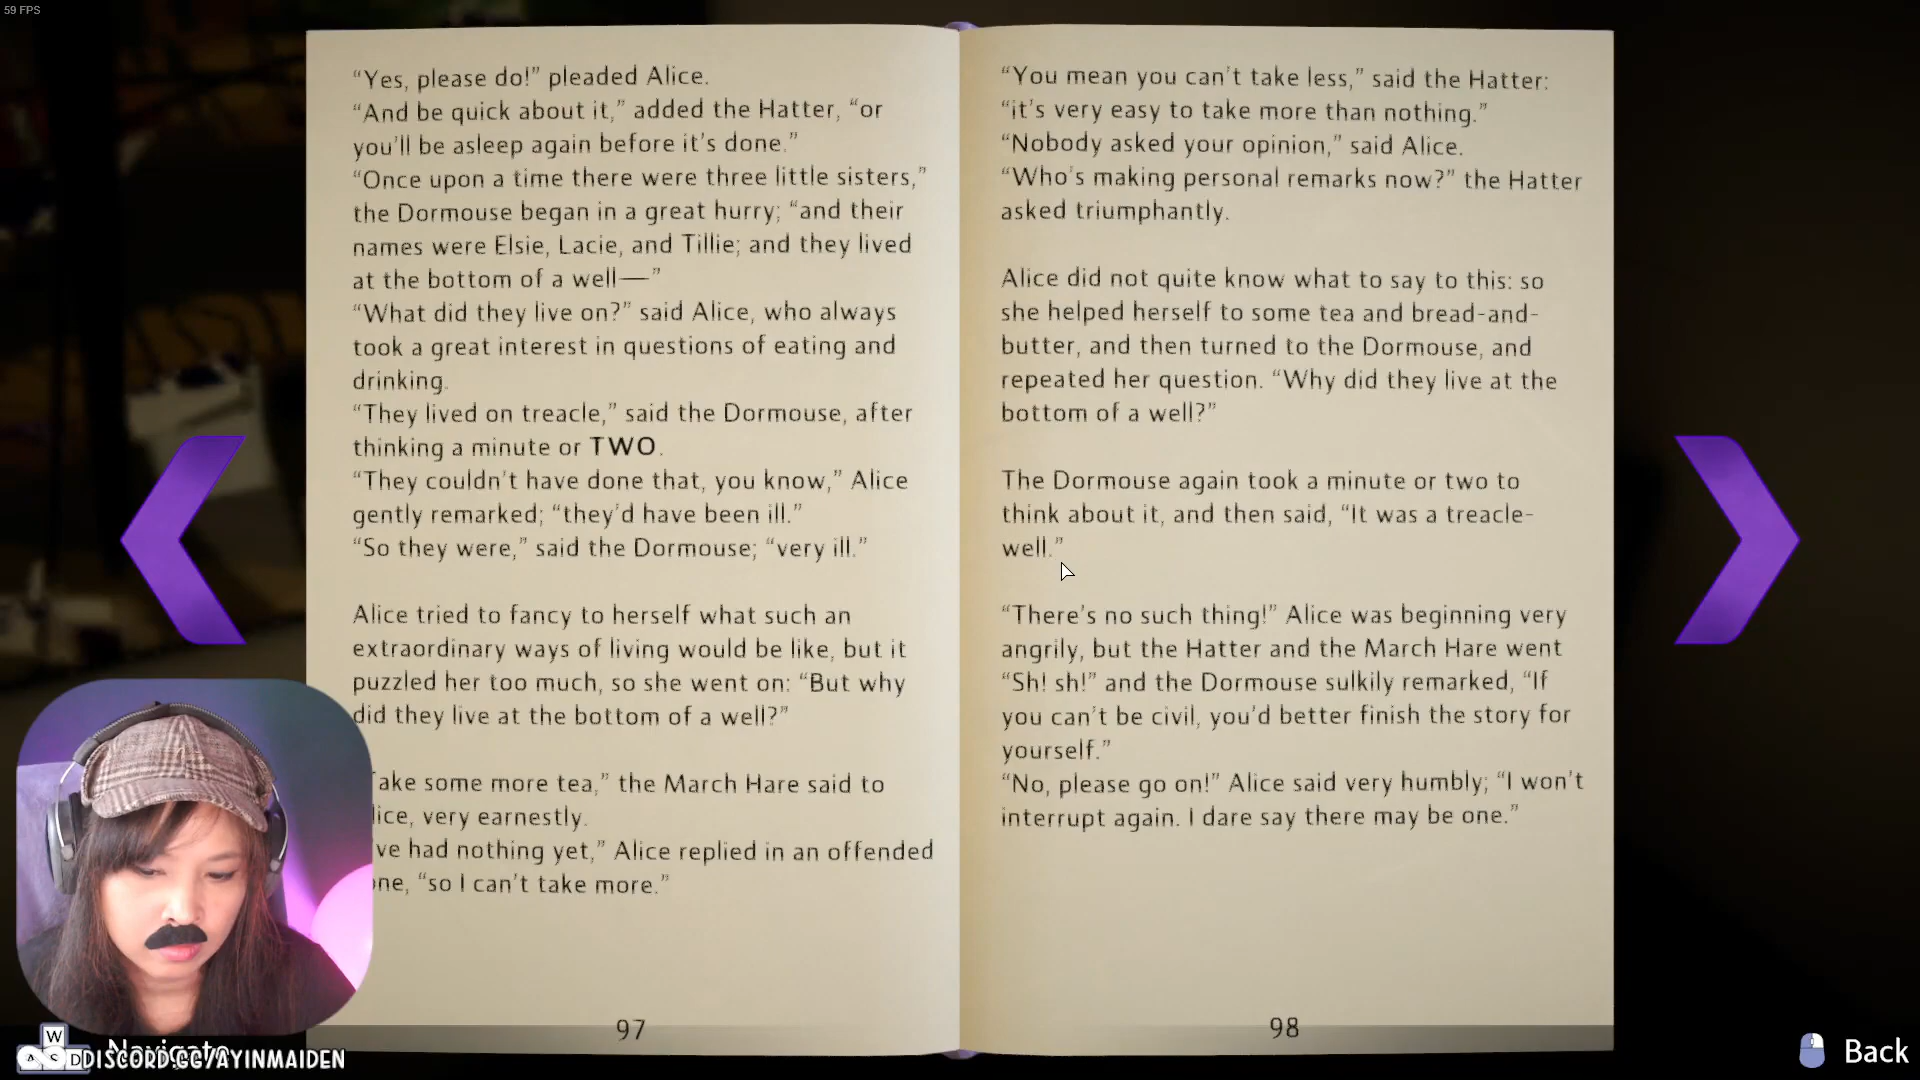 59 FPS
“Yes, please do!” pleaded Alice.
“And be quick about it,” added the Hatter, “or
you’ll be asleep again before it’s done.”
“Once upon a time there were three little sisters,”
the Dormouse began in a great hurry; “and their
names were Elsie, Lacie, and Tillie; and they lived
at the bottom of a well——”
“What did they live on?” said Alice, who always
took a great interest in questions of eating and
drinking.
“They lived on treacle,” said the Dormouse, after
thinking a minute or TWO.
“They couldn’t have done that, you know,” Alice
gently remarked; “they’d have been ill.”
“So they were,” said the Dormouse; “very ill.”
Alice tried to fancy to herself what such an
extraordinary ways of living would be like, but it
puzzled her too much, so she went on: “But why
did they live at the bottom of a well?”
ake some more tea,” the March Hare said to
lice, very earnestly.
ve had nothing yet,” Alice replied in an offended
ne, “so I can’t take more.”
97
“You mean you can’t take less,” said the Hatter:
“it’s very easy to take more than nothing.”
“Nobody asked your opinion,” said Alice.
“Who’s making personal remarks now?” the Hatter
asked triumphantly.
Alice did not quite know what to say to this: so
she helped herself to some tea and bread-and-
butter, and then turned to the Dormouse, and
repeated her question. “Why did they live at the
bottom of a well?”
The Dormouse again took a minute or two to
think about it, and then said, “It was a treacle-
well.”
“There’s no such thing!” Alice was beginning very
angrily, but the Hatter and the March Hare went
“Sh! sh!” and the Dormouse sulkily remarked, “If
you can’t be civil, you’d better finish the story for
yourself.”
“No, please go on!” Alice said very humbly; “I won’t
interrupt again. I dare say there may be one.”
98
W
A S D
Navigate
DISCORD.GG/AYINMAIDEN
Back